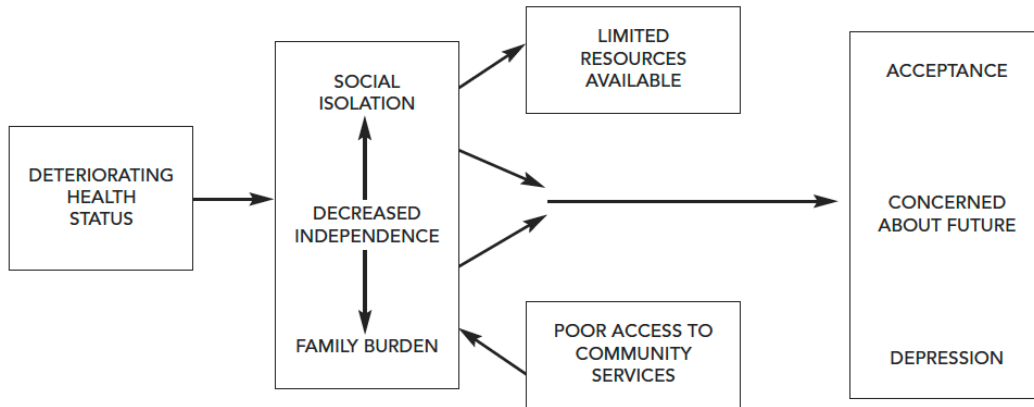 DETERIORATING
HEALTH
STATUS
SOCIAL
ISOLATION
DECREASED
INDEPENDENCE
FAMILY BURDEN
LIMITED
RESOURCES
AVAILABLE
POOR ACCESS TO
COMMUNITY
SERVICES
ACCEPTANCE
CONCERNED
ABOUT FUTURE
DEPRESSION